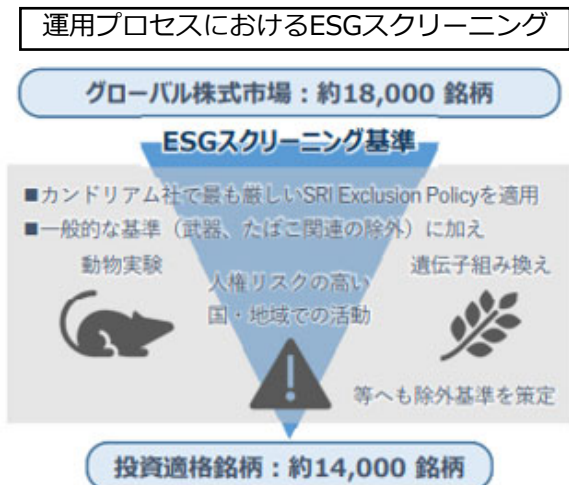 運用プロセスにおけるESGスクリーニング
グローバル株式市場：約18,000 銘柄
ESGスクリーニング基準
■カンドリアム社で最も厳しいSRI Exclusion Policyを適用
■一般的な基準（武器、たばこ関連の除外）に加え
動物実験
人権リスクの高い
国・地域での活動
遺伝子組み換え
等へも除外基準を策定
投資適格銘柄：約14,000 銘柄